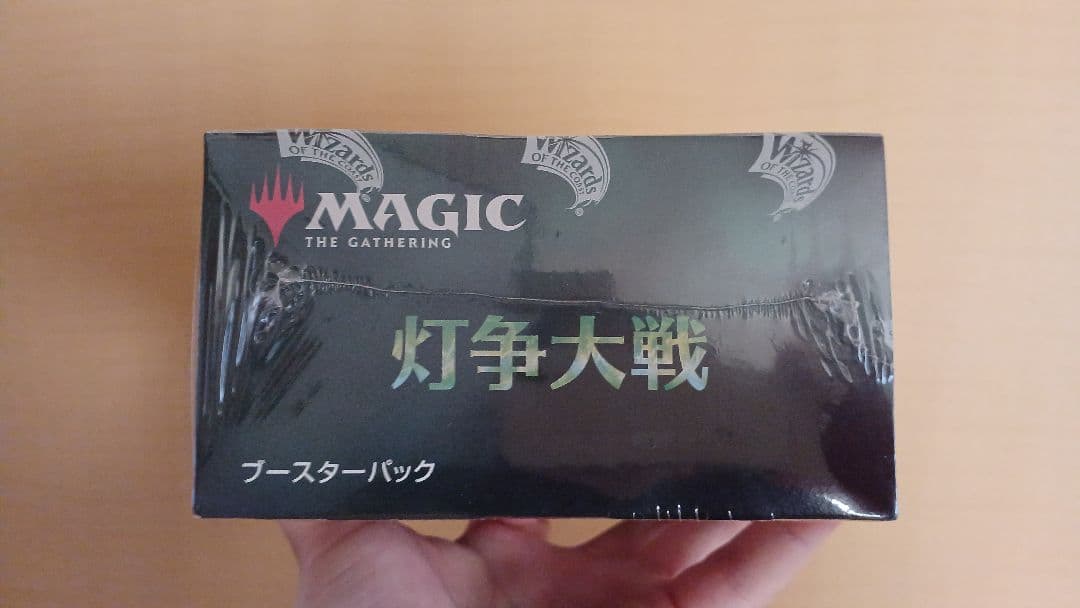 Wizards
OF THE COAST
Wizards
OF THE COAST
Wizards
OF THE COAST
MAGIC
THE GATHERING
灯争大戦
ブースターパック